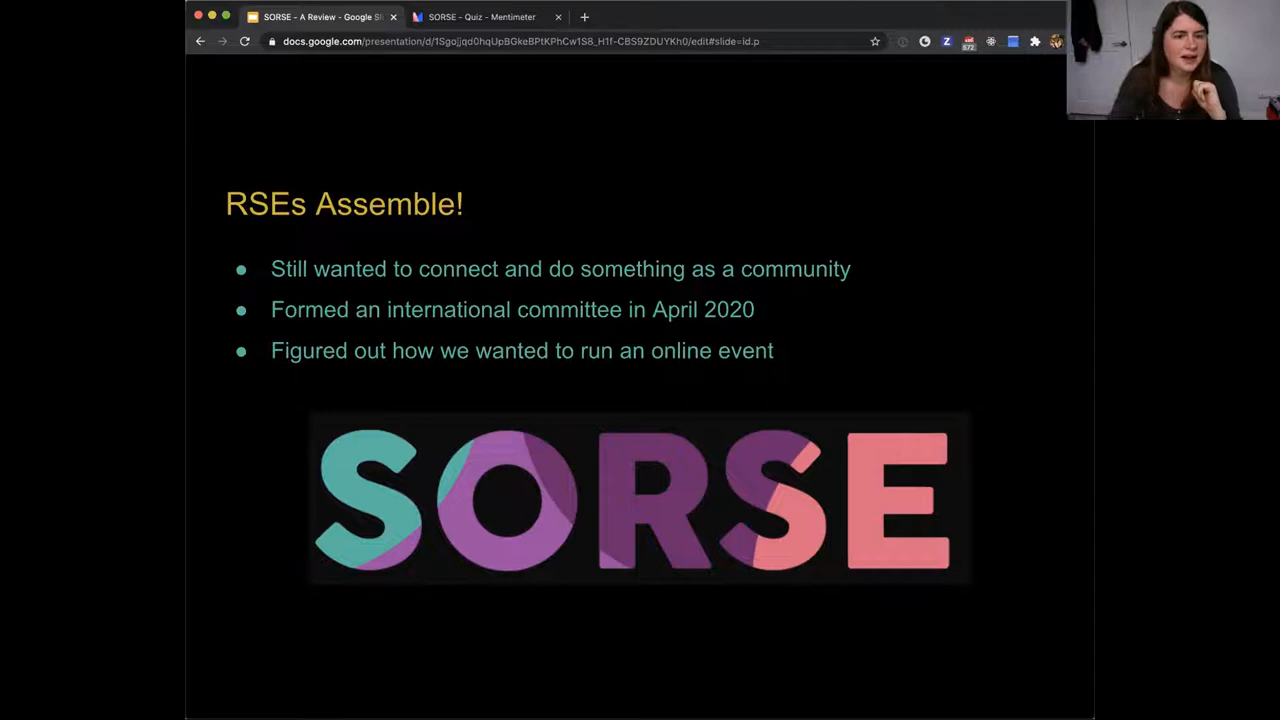 SORSE - A Review - Google Sl
SORSE - Quiz - Mentimeter
docs.google.com/presentation/d/1Sgojjqd0hqUpBGkeBPtKPhCw1S8_H1f-CBS9ZDUYKh0/edit#slide=id.p
Z
672
RSEs Assemble!
● Still wanted to connect and do something as a community
● Formed an international committee in April 2020
● Figured out how we wanted to run an online event
SORSE